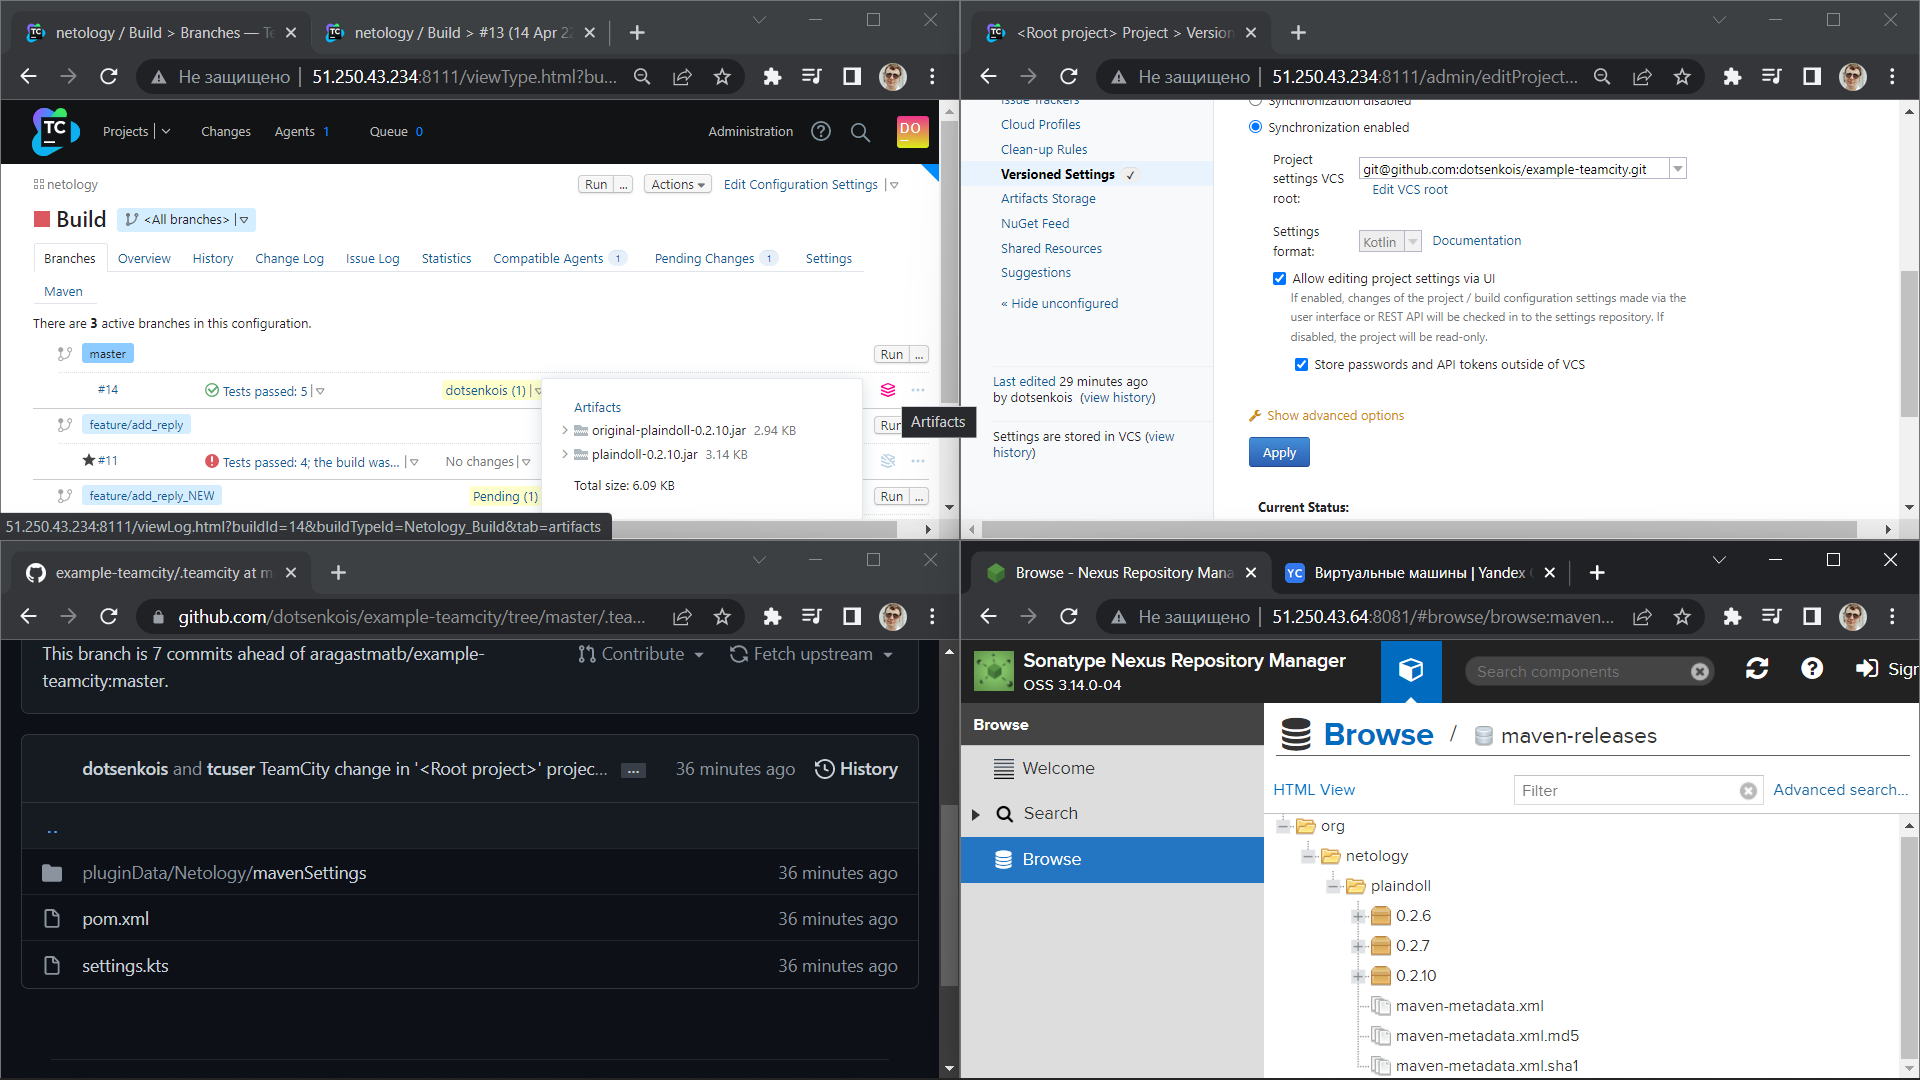 netology / Build > Branches — Te
netology / Build > #13 (14 Apr 22
Не защищено
51.250.43.234:8111/viewType.html?bu...
TC
Projects
Changes
Agents 1
Queue 0
Administration
DO
netology
Run ...
Actions
Edit Configuration Settings
Build
<All branches>
Branches
Overview
History
Change Log
Issue Log
Statistics
Compatible Agents 1
Pending Changes 1
Settings
Maven
There are 3 active branches in this configuration.
master
Run ...
#14
Tests passed: 5
dotsenkois (1)
feature/add_reply
Run
#11
Tests passed: 4; the build was...
No changes
feature/add_reply_NEW
Pending (1)
Run ...
Artifacts
original-plaindoll-0.2.10.jar 2.94 KB
plaindoll-0.2.10.jar 3.14 KB
Total size: 6.09 KB
Artifacts
51.250.43.234:8111/viewLog.html?buildId=14&buildTypeId=Netology_Build&tab=artifacts
<Root project> Project > Version
Не защищено
51.250.43.234:8111/admin/editProject...
Issue Trackers
Cloud Profiles
Clean-up Rules
Versioned Settings ✓
Artifacts Storage
NuGet Feed
Shared Resources
Suggestions
« Hide unconfigured
Last edited 29 minutes ago
by dotsenkois (view history)
Settings are stored in VCS (view
history)
Synchronization disabled
Synchronization enabled
Project
settings VCS
root:
git@github.com:dotsenkois/example-teamcity.git
Edit VCS root
Settings
format:
Kotlin
Documentation
Allow editing project settings via UI
If enabled, changes of the project / build configuration settings made via the
user interface or REST API will be checked in to the settings repository. If
disabled, the project will be read-only.
Store passwords and API tokens outside of VCS
Show advanced options
Apply
Current Status:
example-teamcity/.teamcity at m
github.com/dotsenkois/example-teamcity/tree/master/.tea...
This branch is 7 commits ahead of aragastmatb/example-
teamcity:master.
Contribute
Fetch upstream
dotsenkois and tcuser TeamCity change in '<Root project>' projec... ...
36 minutes ago
History
..
pluginData/Netology/mavenSettings
36 minutes ago
pom.xml
36 minutes ago
settings.kts
36 minutes ago
Browse - Nexus Repository Mana
YC
Виртуальные машины | Yandex C
Не защищено
51.250.43.64:8081/#browse/browse:maven...
Sonatype Nexus Repository Manager
OSS 3.14.0-04
Search components
Sigr
Browse
Welcome
Search
Browse
Browse / maven-releases
HTML View
Filter
Advanced search...
org
netology
plaindoll
0.2.6
0.2.7
0.2.10
maven-metadata.xml
maven-metadata.xml.md5
maven-metadata.xml.sha1